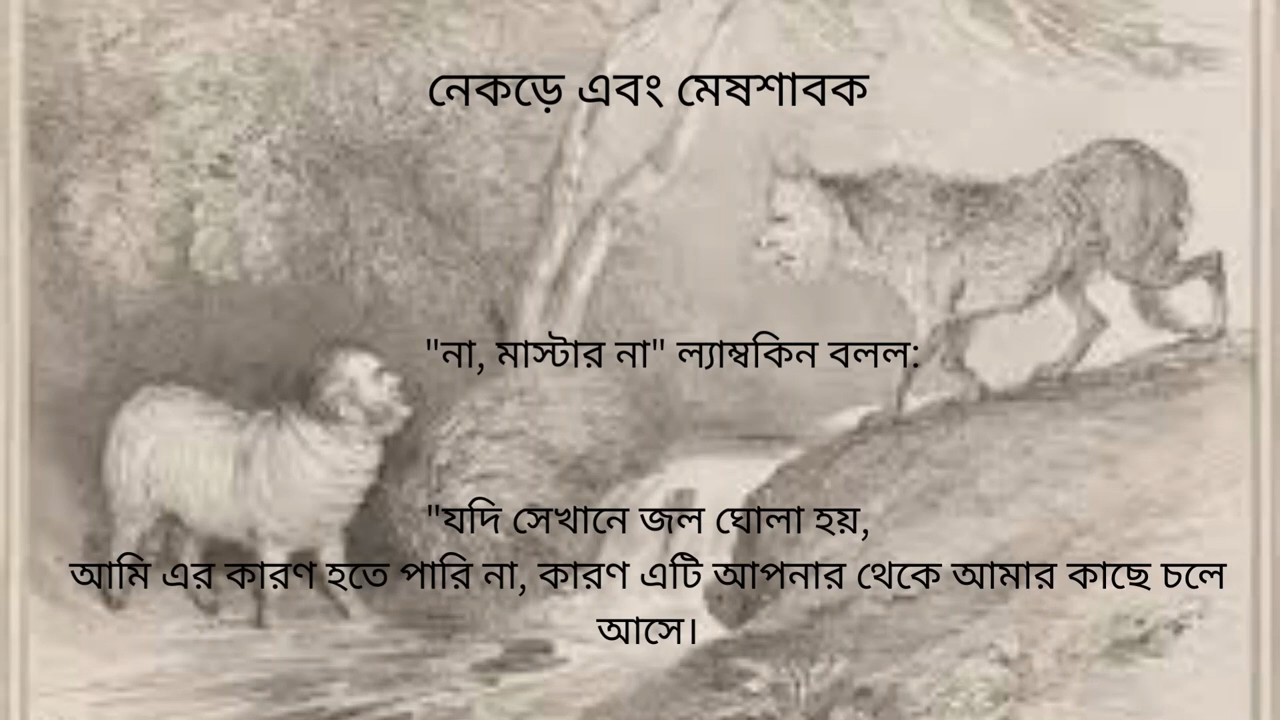 নেকড়ে এবং মেষশাবক
"না, মাস্টার না" ল্যাম্বকিন বলল:
"যদি সেখানে জল ঘোলা হয়,
আমি এর কারণ হতে পারি না, কারণ এটি আপনার থেকে আমার কাছে চলে
আসে।